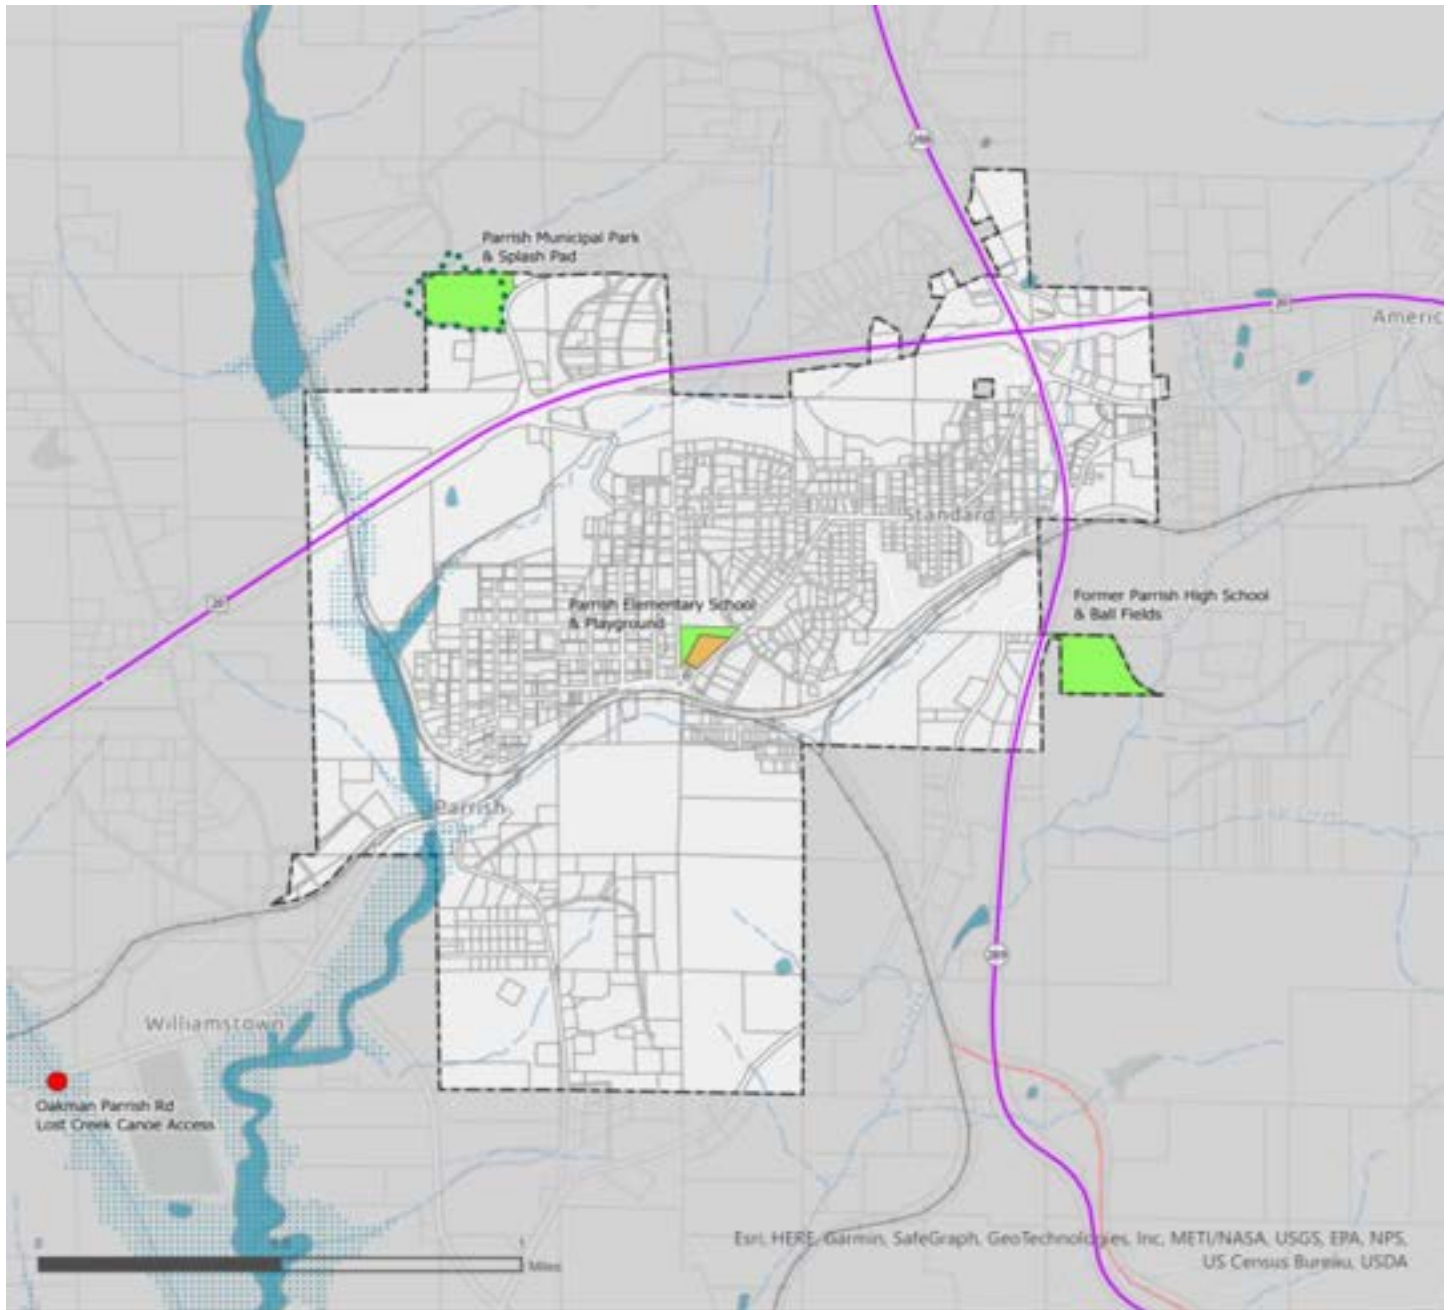 Parrish Municipal Park
& Splash Pad
Americ
Standard
Parrish Elementary School
& Playground
Former Parrish High School
& Ball Fields
Parrish
Williamstown
269
Oakman Parrish Rd
Lost Creek Canoe Access
0
1
Miles
Esri, HERE, Garmin, SafeGraph, GeoTechnologies, Inc, METI/NASA, USGS, EPA, NPS,
US Census Bureau, USDA